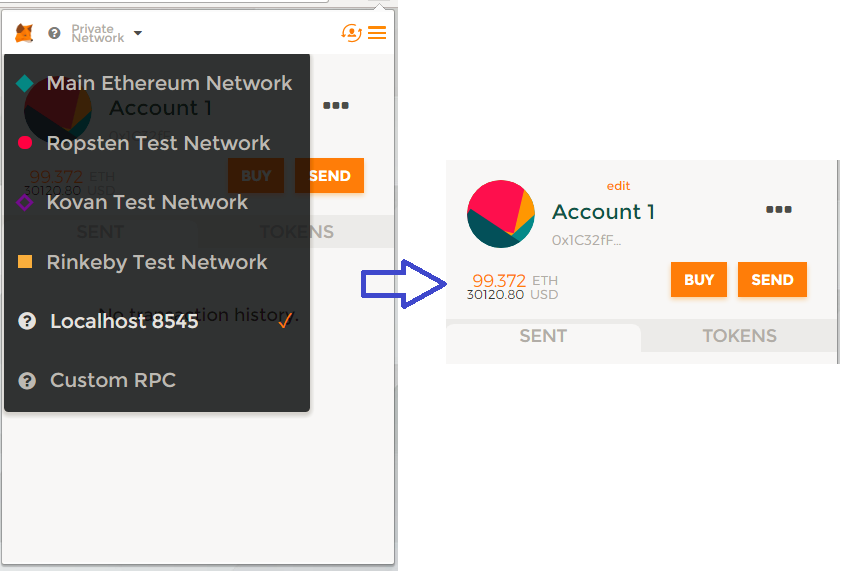 Private
Network
Main Ethereum Network
Account 1
Ropsten Test Network
99.372 ETH
30120.80 USD
BUY
SEND
Kovan Test Network
SENT
TOKENS
Rinkeby Test Network
No transaction history.
Localhost 8545
Custom RPC
edit
Account 1
0x1C32fF...
99.372 ETH
30120.80 USD
BUY
SEND
SENT
TOKENS